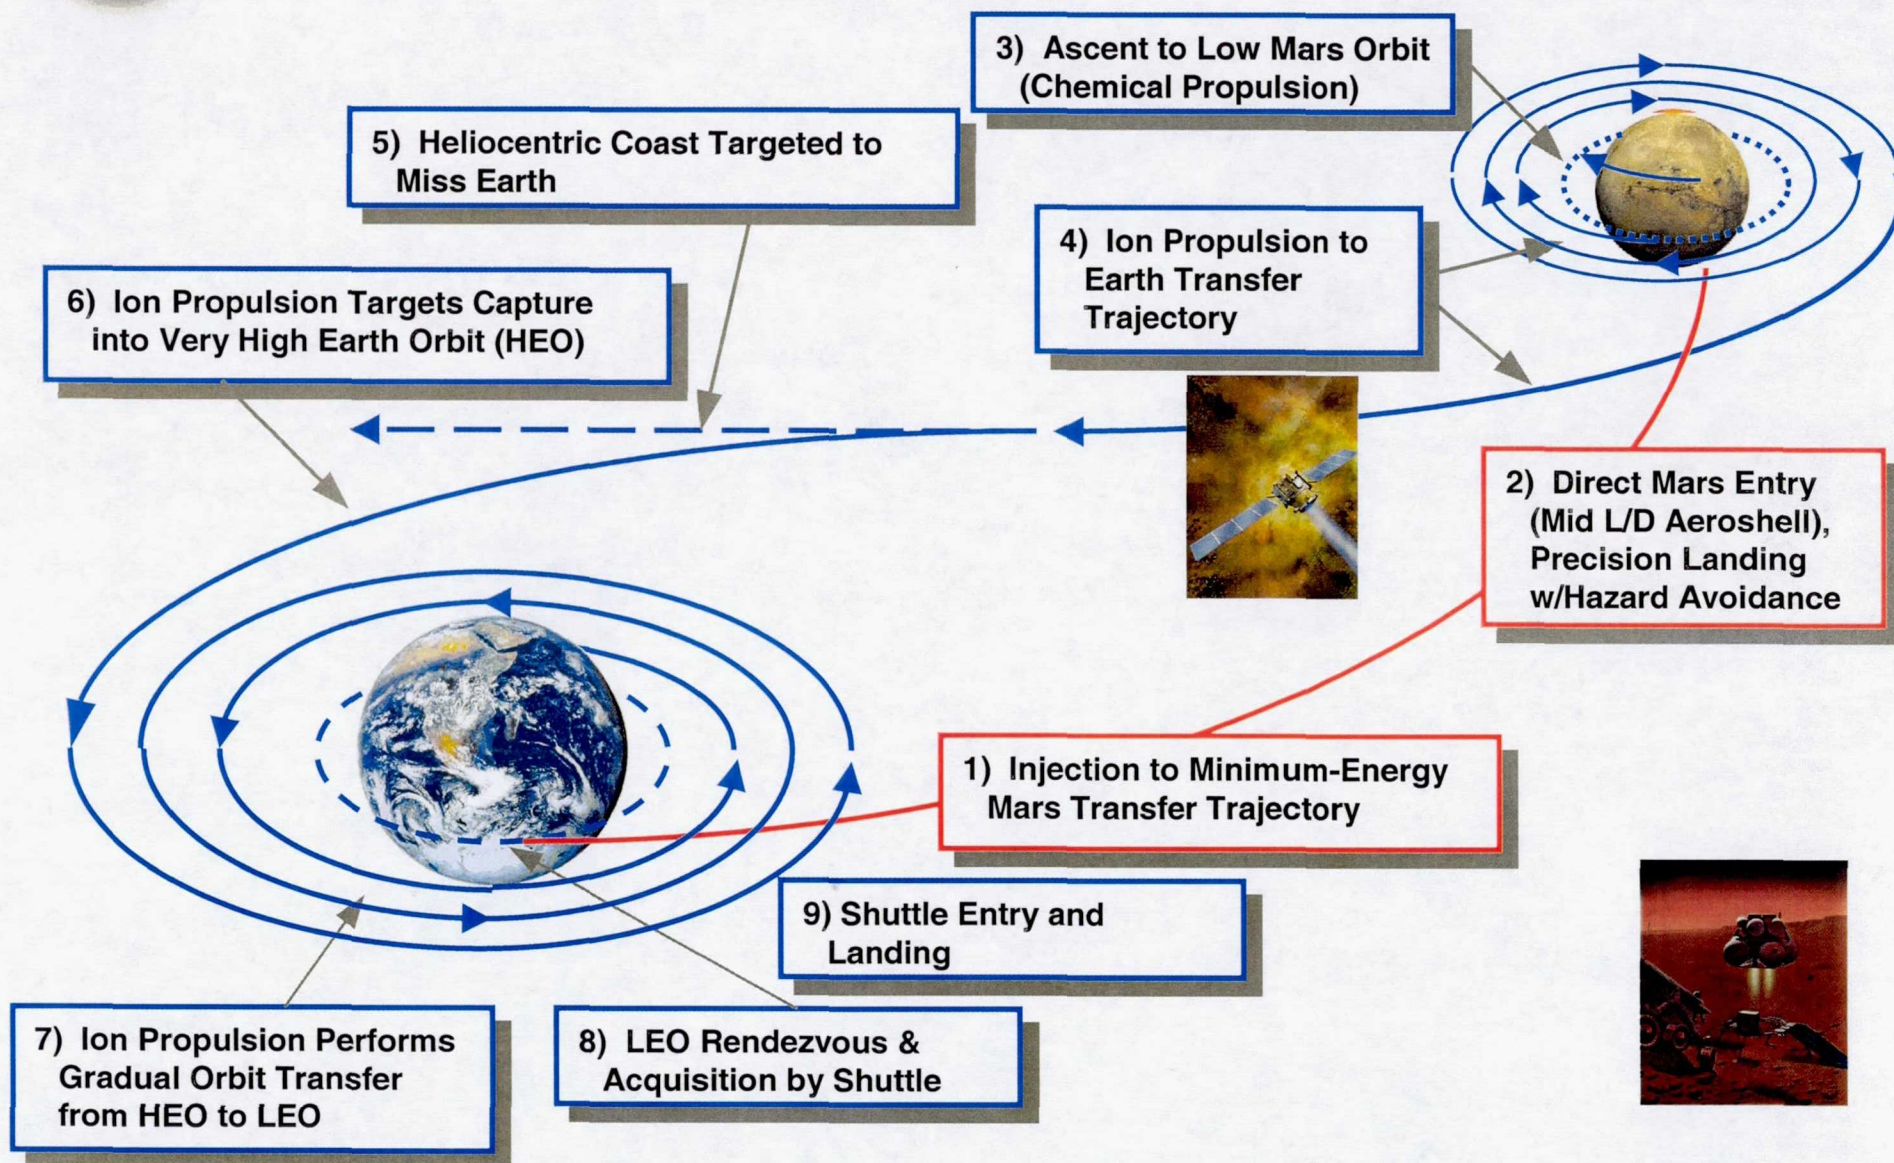 3) Ascent to Low Mars Orbit
(Chemical Propulsion)
5) Heliocentric Coast Targeted to
Miss Earth
4) Ion Propulsion to
Earth Transfer
Trajectory
6) Ion Propulsion Targets Capture
into Very High Earth Orbit (HEO)
2) Direct Mars Entry
(Mid L/D Aeroshell),
Precision Landing
w/Hazard Avoidance
1) Injection to Minimum-Energy
Mars Transfer Trajectory
9) Shuttle Entry and
Landing
7) Ion Propulsion Performs
Gradual Orbit Transfer
from HEO to LEO
8) LEO Rendezvous &
Acquisition by Shuttle